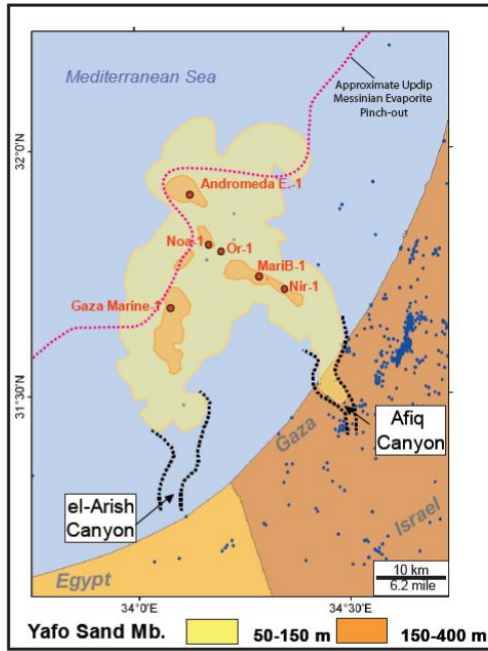 Mediterranean Sea
Approximate Updip
Messinian Evaporite
Pinch-out
32°0'N
Andromeda E.-1
Noa-1
Or-1
MariB-1
Nir-1
Gaza Marine-1
31°30'N
Gaza
Afiq
Canyon
el-Arish
Canyon
Israel
Egypt
10 km
6.2 mile
34°0'E
34°30'E
Yafo Sand Mb.
50-150 m
150-400 m